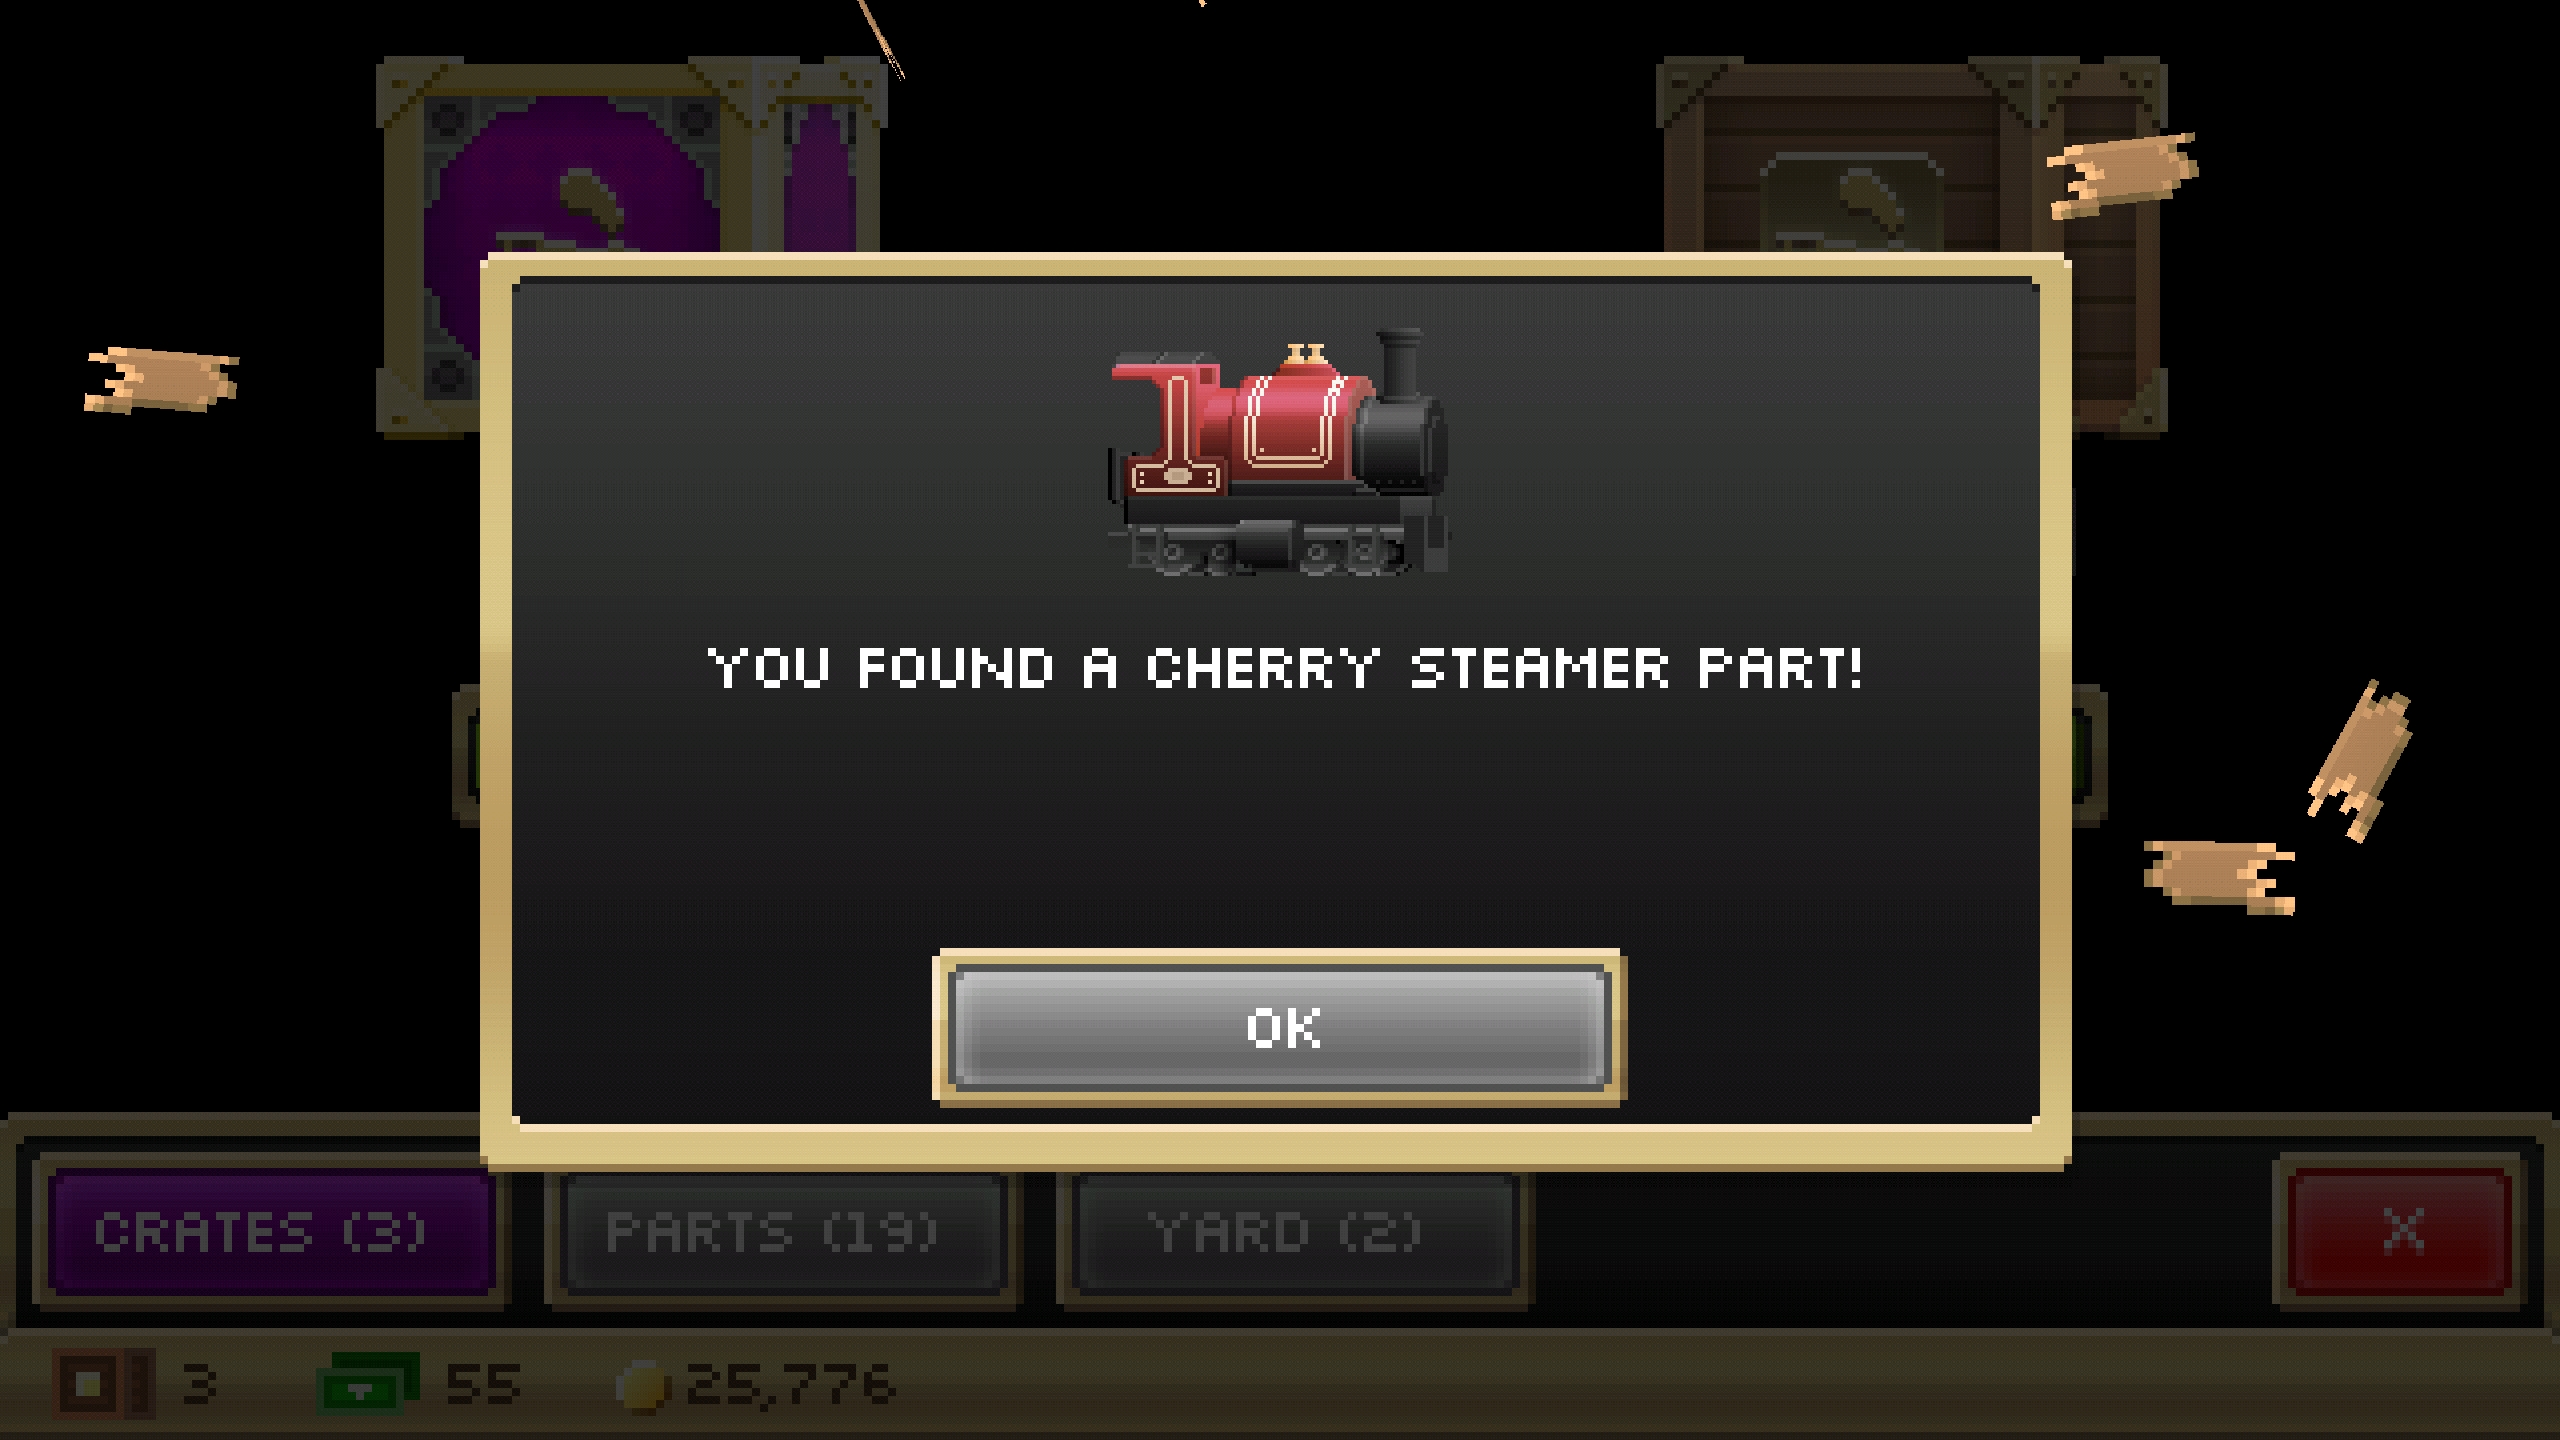 YOU FOUND A CHERRY STEAMER PART!
OK
CRATES (3)
PARTS (19)
YARD (2)
X
3
55
25,776